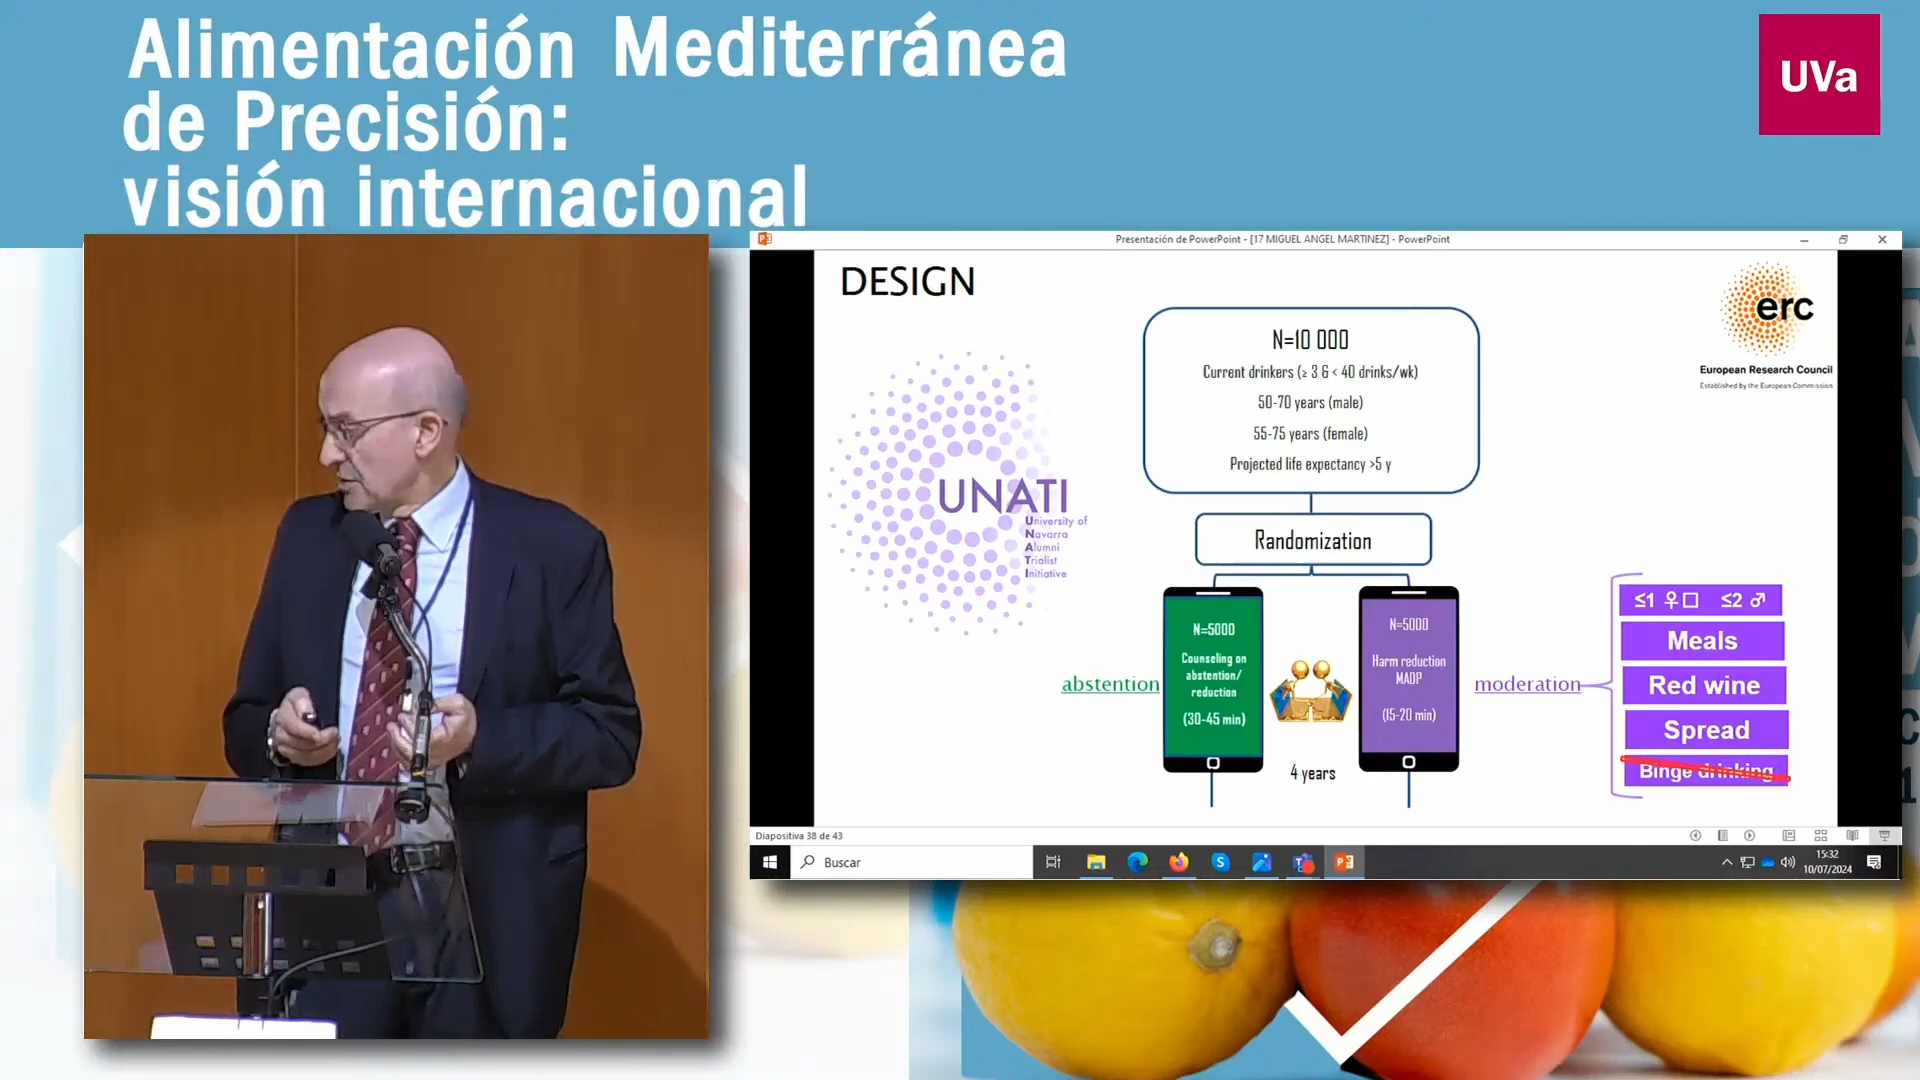 Alimentación Mediterránea
de Precisión:
visión internacional
UVa
Presentación de PowerPoint - [17 MIGUEL ANGEL MARTINEZ] - PowerPoint
DESIGN
erc
European Research Council
Established by the European Commission
N=10 000
Current drinkers (≥ 3 & < 40 drinks/wk)
50-70 years (male)
55-75 years (female)
Projected life expectancy >5 y
UNATI
University of
Navarra
Alumni
Trialist
Initiative
Randomization
abstention
N=5000
Counseling on
abstention/
reduction
(30-45 min)
4 years
N=5000
Harm reduction
MADP
(15-20 min)
moderation
≤1 ♀□ ≤2 ♂
Meals
Red wine
Spread
Binge drinking
Diapositiva 38 de 43
Buscar
15:32
10/07/2024